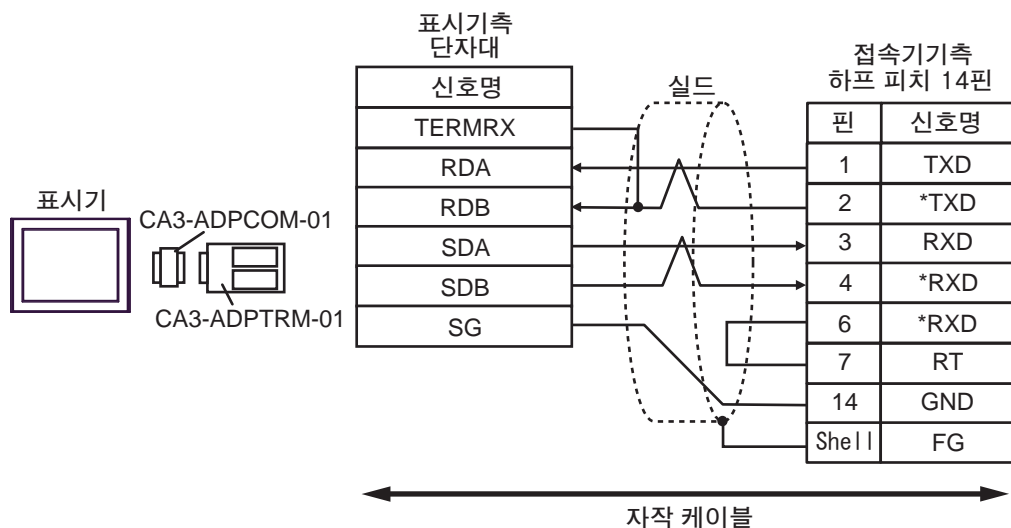 표시기측
단자대
신호명
TERMRX
RDA
RDB
SDA
SDB
SG
실드
접속기기측
하프 피치 14핀
핀 신호명
1 TXD
2 *TXD
3 RXD
4 *RXD
6 *RXD
7 RT
14 GND
Shell FG
표시기
CA3-ADPCOM-01
CA3-ADPTRM-01
자작 케이블